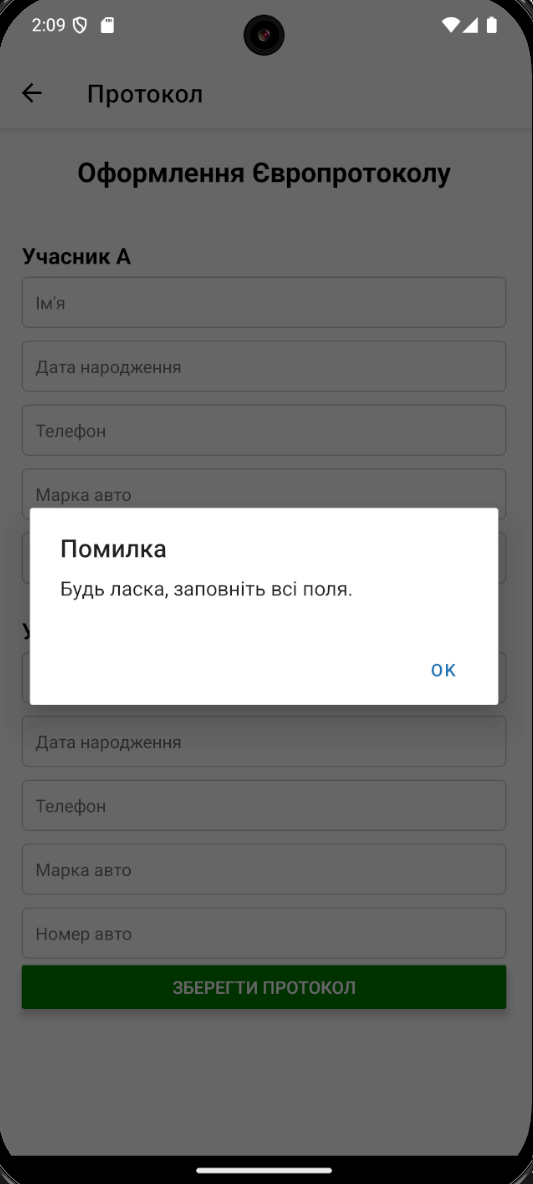 2:09
Протокол
Оформлення Європротоколу
Учасник А
Ім'я
Дата народження
Телефон
Марка авто
Помилка
Будь ласка, заповніть всі поля.
OK
Дата народження
Телефон
Марка авто
Номер авто
ЗБЕРЕГТИ ПРОТОКОЛ